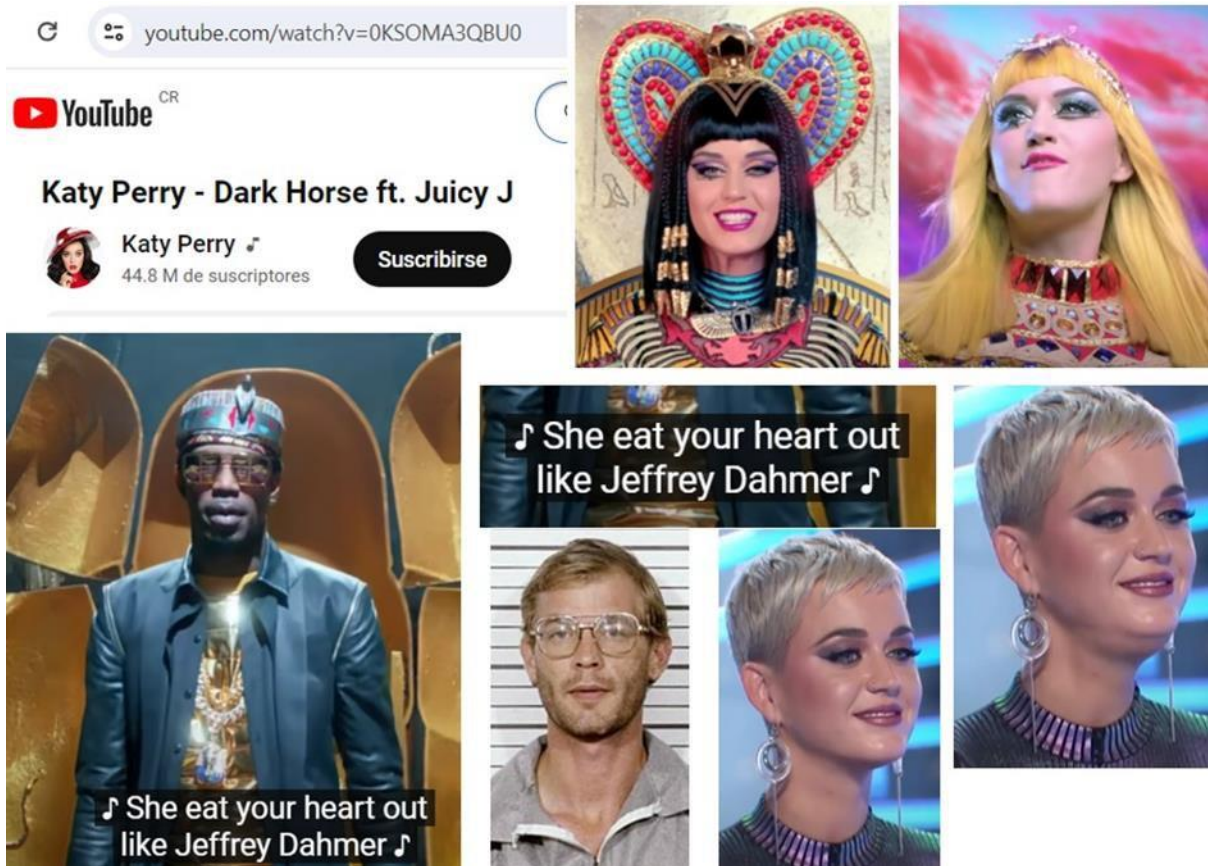 youtube.com/watch?v=0KSOMA3QBU0
YouTube CR
Katy Perry - Dark Horse ft. Juicy J
Katy Perry ♪
44.8 M de suscriptores
Suscribirse
♪ She eat your heart out
like Jeffrey Dahmer ♪
♪ She eat your heart out
like Jeffrey Dahmer ♪